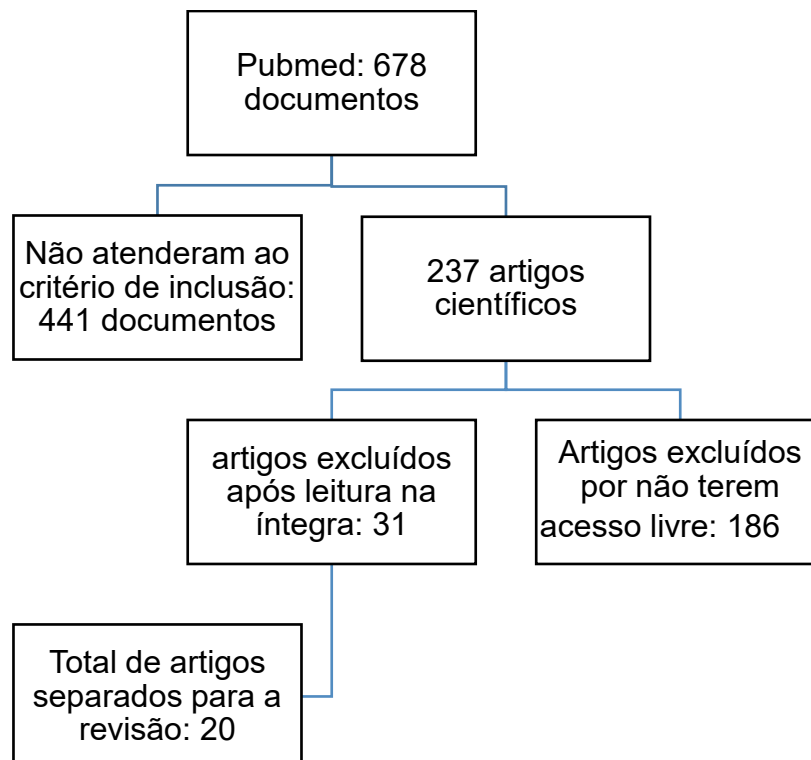 Pubmed: 678
documentos
Não atenderam ao
critério de inclusão:
441 documentos
237 artigos
científicos
artigos excluídos
após leitura na
íntegra: 31
Artigos excluídos
por não terem
acesso livre: 186
Total de artigos
separados para a
revisão: 20